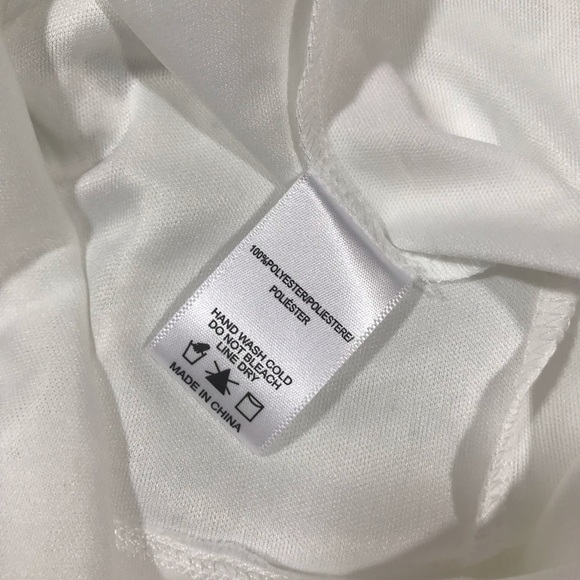 100%POLYESTER/POLIESTERE/
POLIÉSTER
HAND WASH COLD
DO NOT BLEACH
LINE DRY
MADE IN CHINA